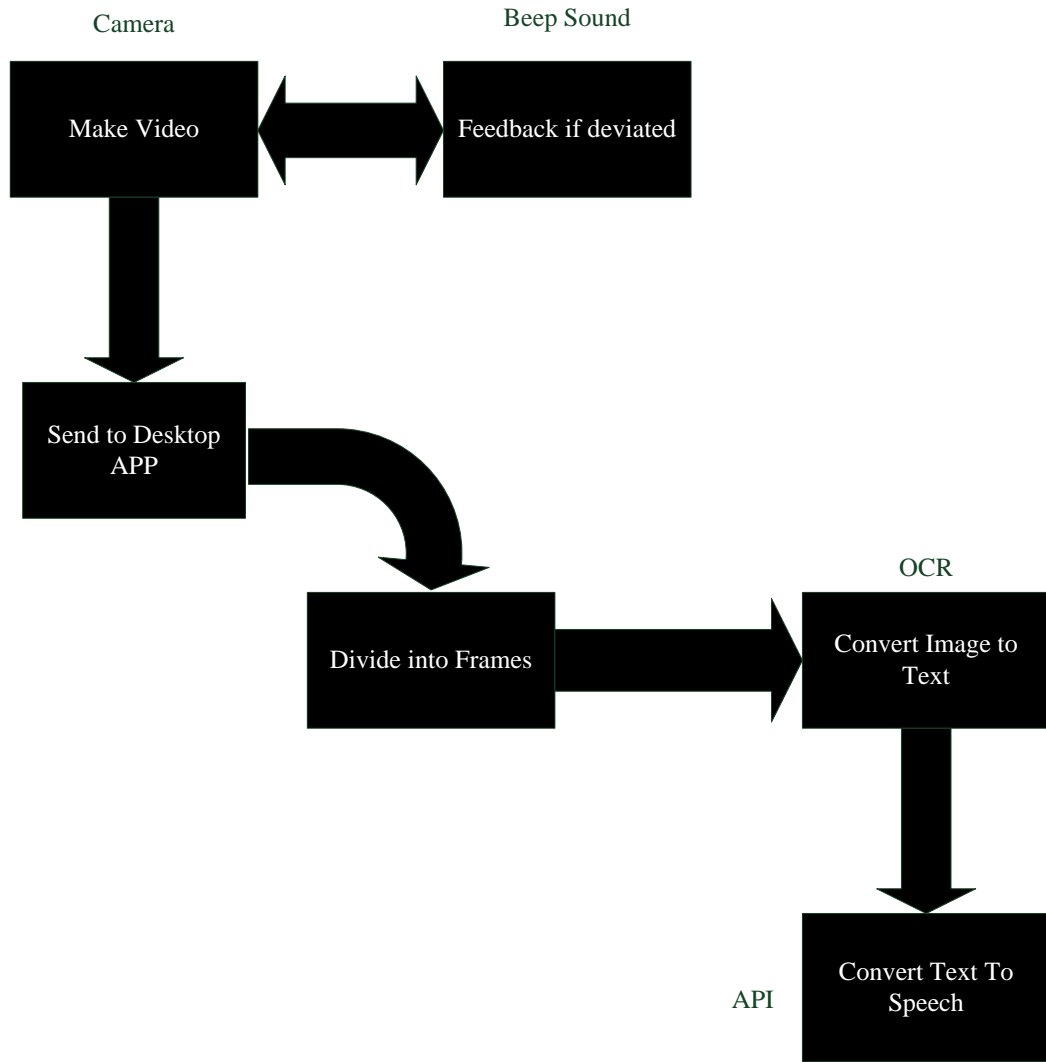 Camera
Beep Sound
Make Video
Feedback if deviated
Send to Desktop
APP
Divide into Frames
OCR
Convert Image to
Text
API
Convert Text To
Speech